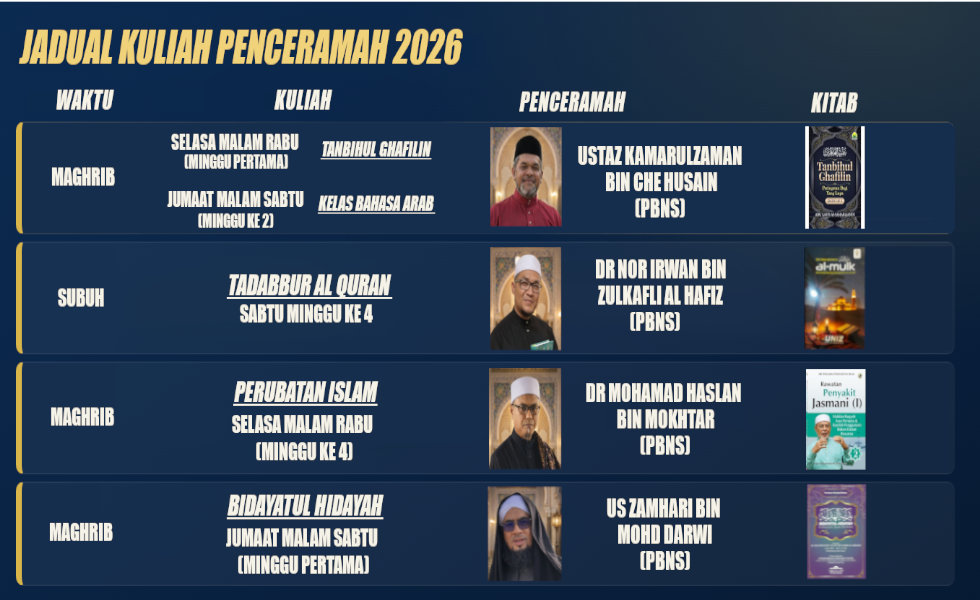 JADUAL KULIAH PENCERAMAH 2026
WAKTU KULIAH PENCERAMAH KITAB
MAGHRIB
SELASA MALAM RABU
(MINGGU PERTAMA)
TANBIHUL GHAFILIN
JUMAAT MALAM SABTU
(MINGGU KE 2)
KELAS BAHASA ARAB
USTAZ KAMARULZAMAN
BIN CHE HUSAIN
(PBNS)
Tanbihul
Ghafilin
SUBUH
TADABBUR AL QURAN
SABTU MINGGU KE 4
DR NOR IRWAN BIN
ZULKAFLI AL HAFIZ
(PBNS)
al-mulk
MAGHRIB
PERUBATAN ISLAM
SELASA MALAM RABU
(MINGGU KE 4)
DR MOHAMAD HASLAN
BIN MOKHTAR
(PBNS)
Rawatan
Penyakit
Jasmani (I)
MAGHRIB
BIDAYATUL HIDAYAH
JUMAAT MALAM SABTU
(MINGGU PERTAMA)
US ZAMHARI BIN
MOHD DARWI
(PBNS)